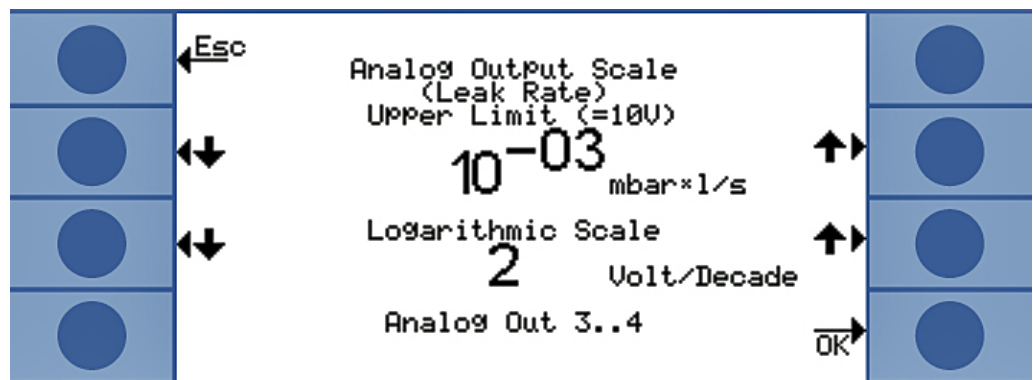 Esc
Analog Output Scale
(Leak Rate)
Upper Limit (=10V)
10⁻⁰³ mbar×l/s
Logarithmic Scale
2 Volt/Decade
Analog Out 3..4
OK